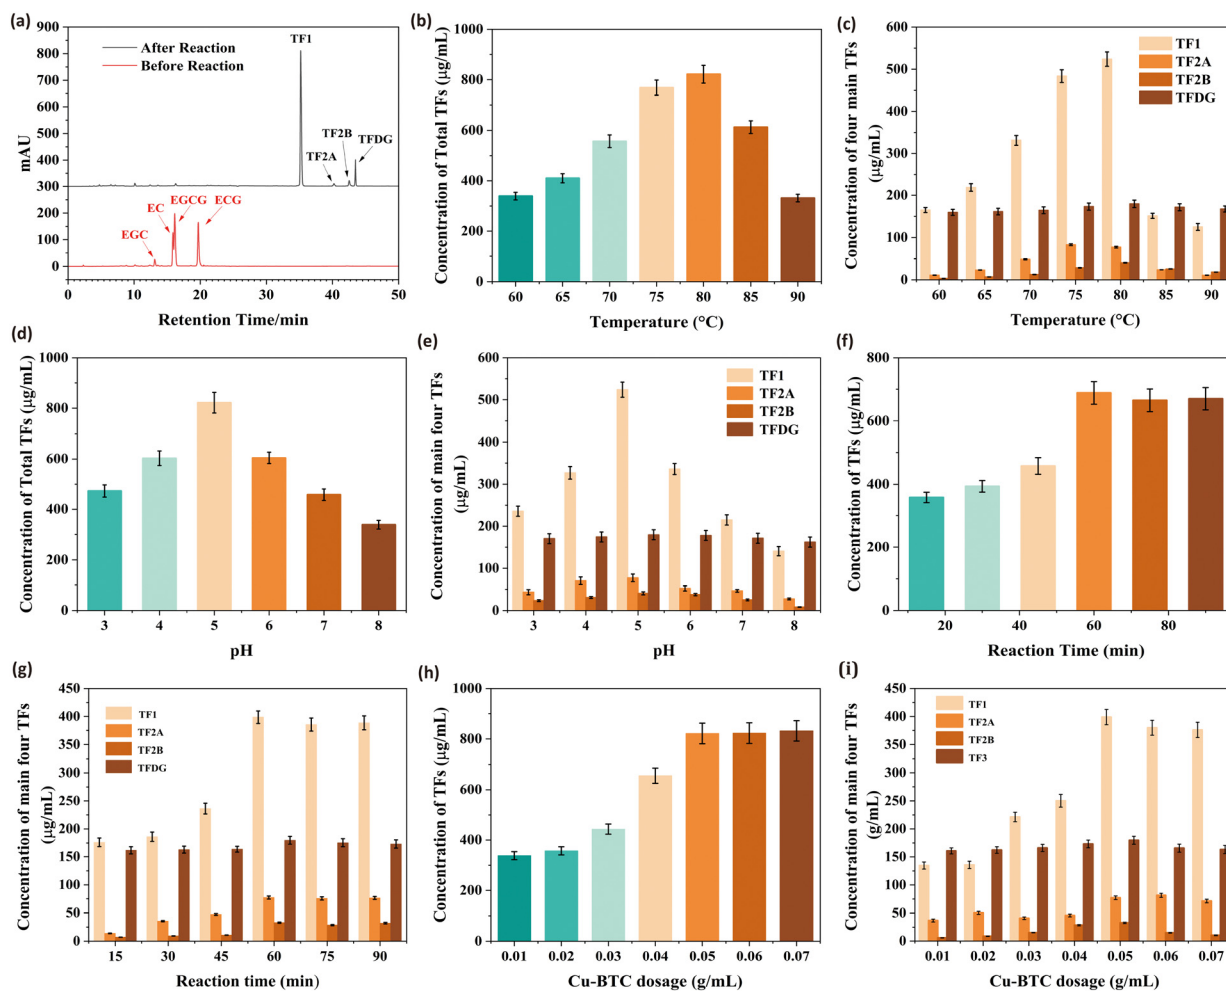 (a)
900
800
700
600
500
400
300
200
100
0
mAU
After Reaction
Before Reaction
TF1
TF2B
TFDG
TF2A
EGCG
EC
ECG
EGC
0 10 20 30 40 50
Retention Time/min
(b)
Concentration of Total TFs (μg/mL)
1000
800
600
400
200
0
60 65 70 75 80 85 90
Temperature (°C)
(c)
Concentration of four main TFs
(μg/mL)
600
500
400
300
200
100
0
TF1
TF2A
TF2B
TFDG
60 65 70 75 80 85 90
Temperature (°C)
(d)
Concentration of Total TFs (μg/mL)
1000
800
600
400
200
0
3 4 5 6 7 8
pH
(e)
Concentration of main four TFs
(μg/mL)
600
500
400
300
200
100
0
TF1
TF2A
TF2B
TFDG
3 4 5 6 7 8
pH
(f)
Concentration of TFs (μg/mL)
800
600
400
200
0
20 40 60 80
Reaction Time (min)
(g)
Concentration of main four TFs
(μg/mL)
450
400
350
300
250
200
150
100
50
0
TF1
TF2A
TF2B
TFDG
15 30 45 60 75 90
Reaction time (min)
(h)
Concentration of TFs (μg/mL)
1000
800
600
400
200
0
0.01 0.02 0.03 0.04 0.05 0.06 0.07
Cu-BTC dosage (g/mL)
(i)
Concentration of main four TFs
(g/mL)
450
400
350
300
250
200
150
100
50
0
TF1
TF2A
TF2B
TF3
0.01 0.02 0.03 0.04 0.05 0.06 0.07
Cu-BTC dosage (g/mL)